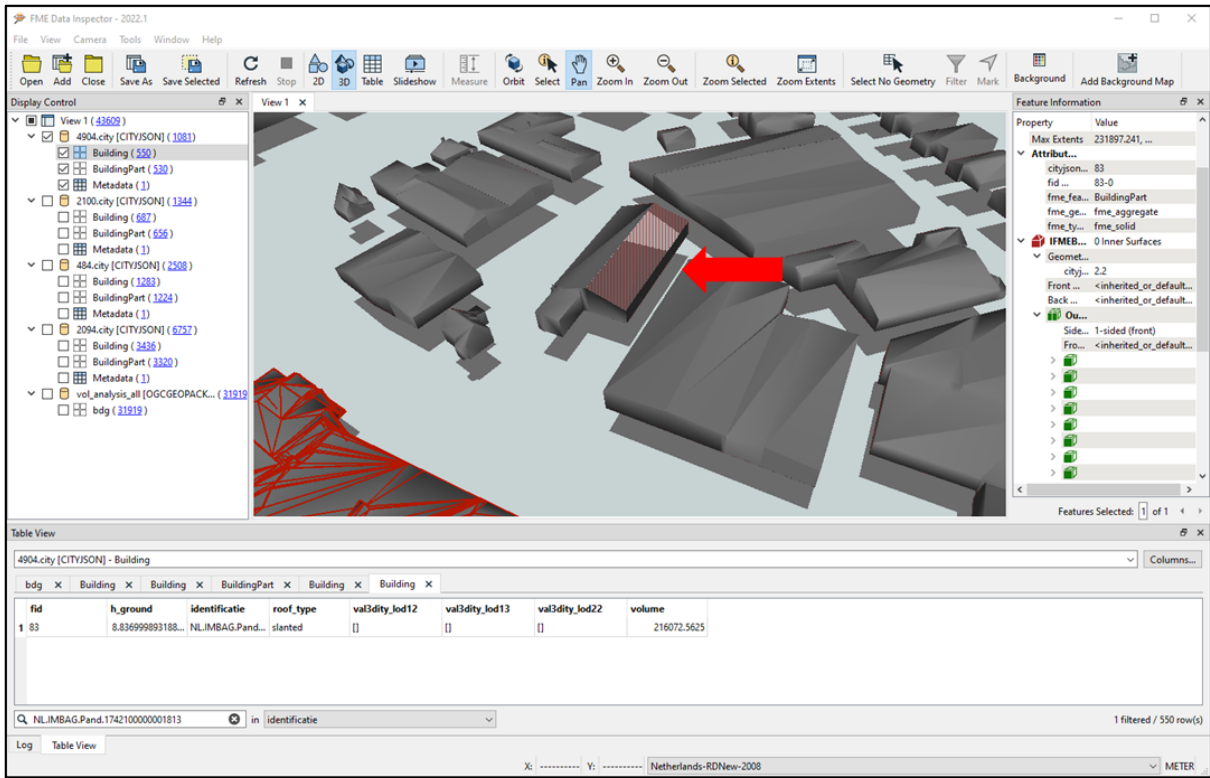 FME Data Inspector - 2022.1
File View Camera Tools Window Help
Open Add Close Save As Save Selected Refresh Stop 2D 3D Table Slideshow Measure Orbit Select Pan Zoom In Zoom Out Zoom Selected Zoom Extents Select No Geometry Filter Mark Background Add Background Map
Display Control
View 1
Feature Information
View 1 ( 43609 )
4904.city [CITYJSON] ( 1081)
Building ( 550 )
BuildingPart ( 530 )
Metadata ( 1)
2100.city [CITYJSON] ( 1344 )
Building ( 687 )
BuildingPart ( 656 )
Metadata ( 1)
484.city [CITYJSON] ( 2508 )
Building ( 1283 )
BuildingPart ( 1224 )
Metadata ( 1)
2094.city [CITYJSON] ( 6757 )
Building ( 3436 )
BuildingPart ( 3320 )
Metadata ( 1)
vol_analysis_all [OGCGEOPACK... ( 31919
bdg ( 31919 )
Property Value
Max Extents 231897.241, ...
Attribut...
cityjson... 83
fid ... 83-0
fme_fea... BuildingPart
fme_ge... fme_aggregate
fme_ty... fme_solid
IFMEB... 0 Inner Surfaces
Geomet...
cityj... 2.2
Front ... <inherited_or_default...
Back ... <inherited_or_default...
Ou...
Side... 1-sided (front)
Fro... <inherited_or_default...
Features Selected: 1 of 1
Table View
4904.city [CITYJSON] - Building
Columns...
bdg Building Building BuildingPart Building Building
fid h_ground identificatie roof_type val3dity_lod12 val3dity_lod13 val3dity_lod22 volume
1 83 8.836999893188... NL.IMBAG.Pand... slanted [] [] [] 216072.5625
NL.IMBAG.Pand.1742100000001813 in identificatie
1 filtered / 550 row(s)
Log Table View
X: ---------- Y: ---------- Netherlands-RDNew-2008 METER